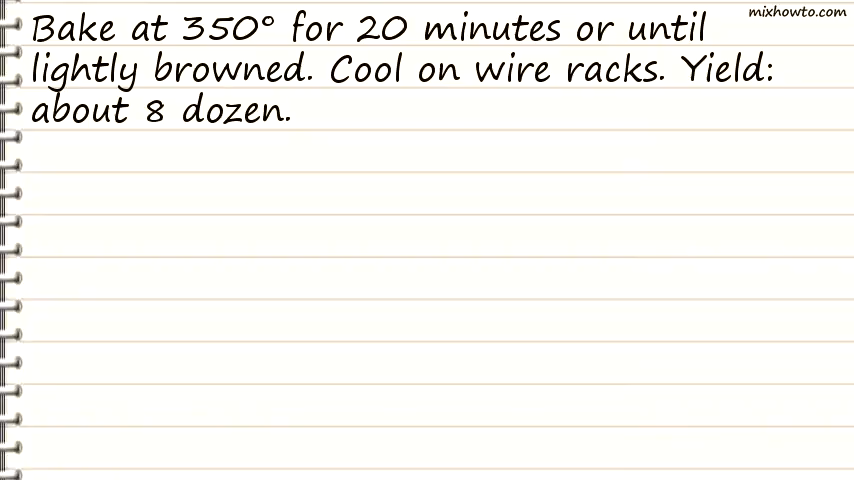 mixhowto.com
Bake at 350° for 20 minutes or until
lightly browned. Cool on wire racks. Yield:
about 8 dozen.